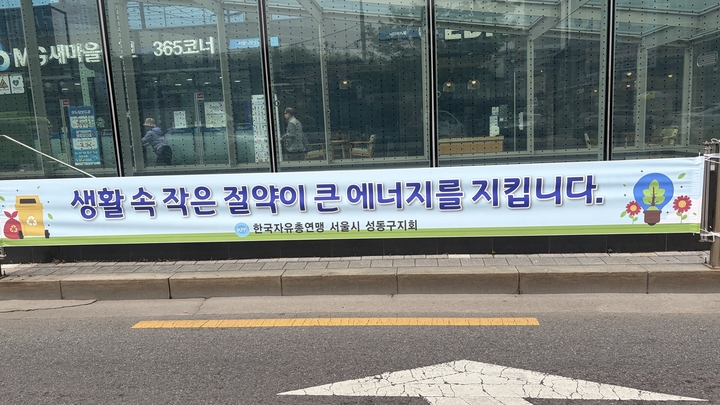 MG새마을
365코너
생활 속 작은 절약이 큰 에너지를 지킵니다.
한국자유총연맹 서울시 성동구지회